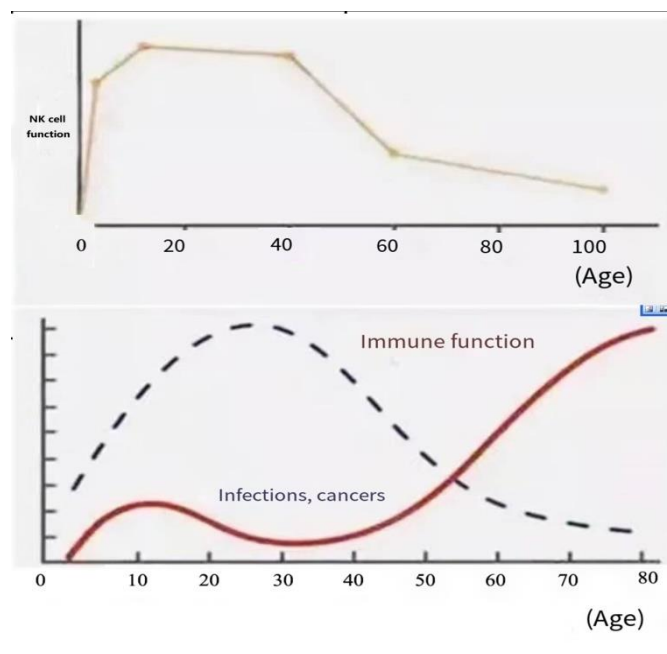 NK cell
function
0 20 40 60 80 100
(Age)
Immune function
Infections, cancers
0 10 20 30 40 50 60 70 80
(Age)